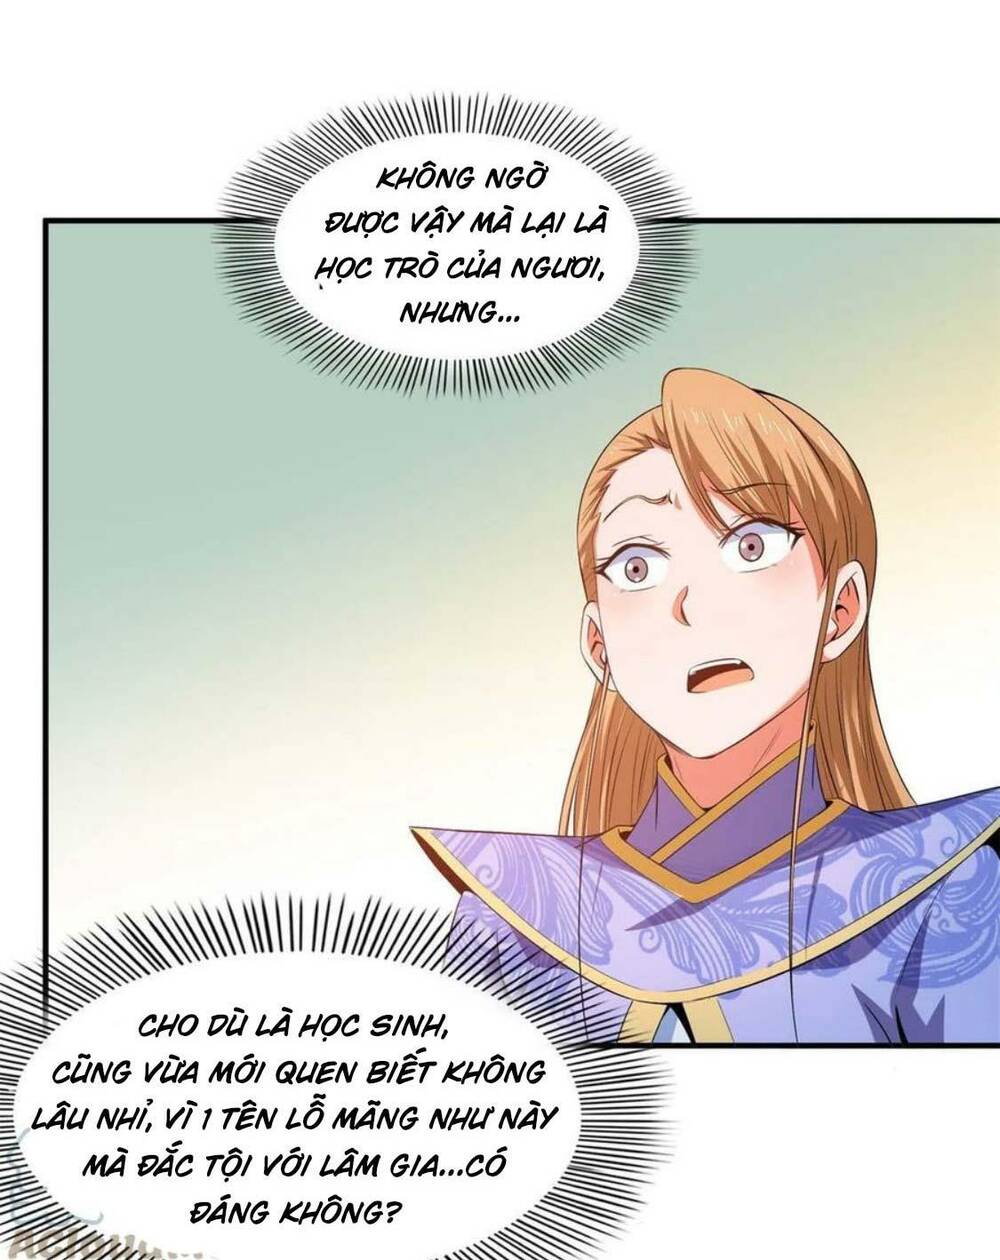 KHÔNG NGỜ
ĐƯỢC VẬY MÀ LẠI LÀ
HỌC TRÒ CỦA NGƯƠI,
NHƯNG...
CHO DÙ LÀ HỌC SINH,
CŨNG VỪA MỚI QUEN BIẾT KHÔNG
LÂU NHỈ, VÌ 1 TÊN LỖ MÃNG NHƯ NÀY
MÀ ĐẮC TỘI VỚI LÂM GIA...CÓ
ĐÁNG KHÔNG?